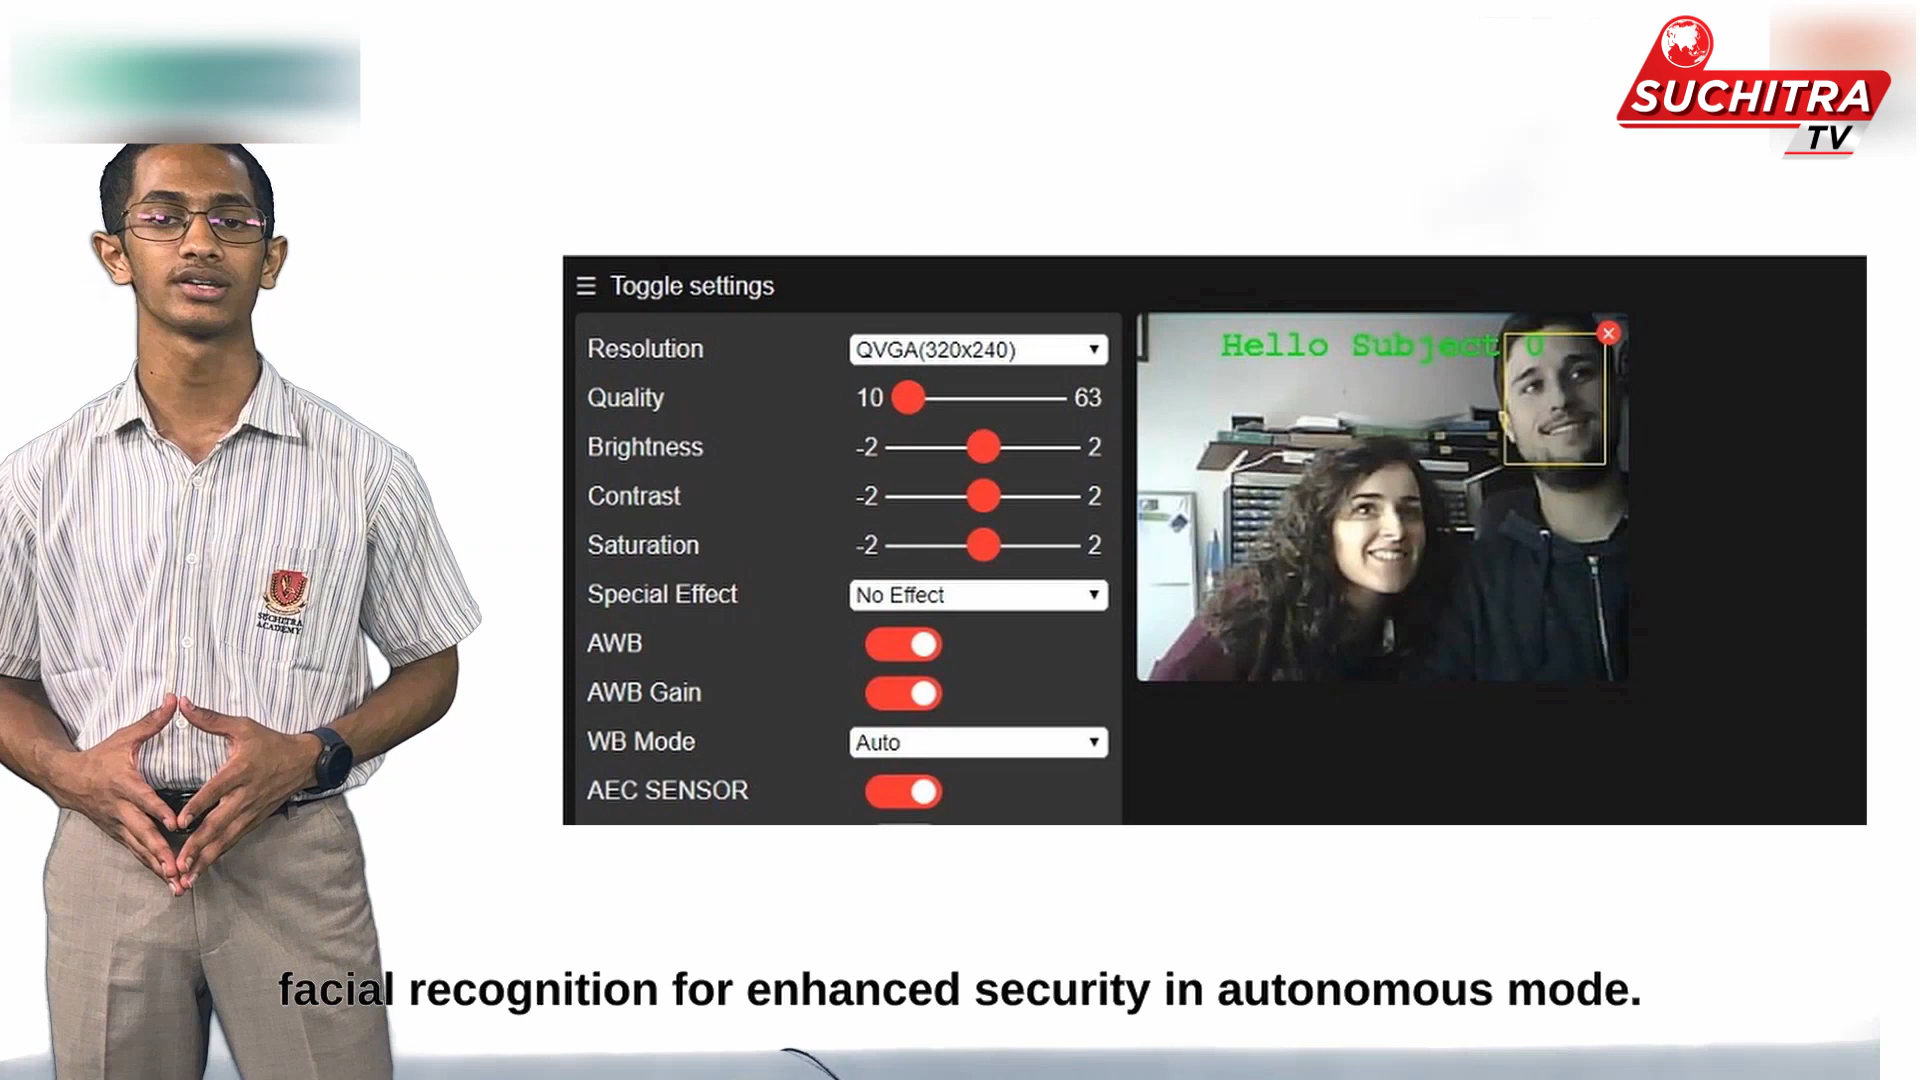 SUCHITRA
TV
☰ Toggle settings
Resolution QVGA(320x240)
Quality 10 63
Brightness -2 2
Contrast -2 2
Saturation -2 2
Special Effect No Effect
AWB
AWB Gain
WB Mode Auto
AEC SENSOR
Hello Subject 0
SUCHITRA
ACADEMY
facial recognition for enhanced security in autonomous mode.